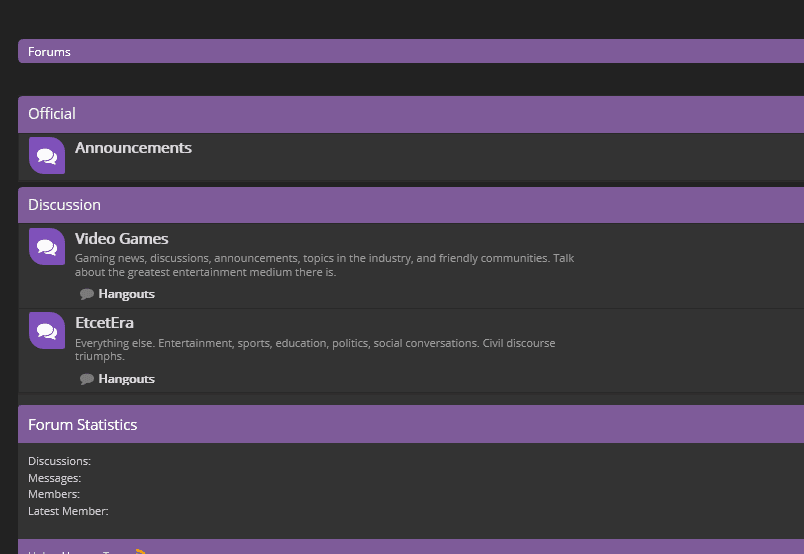 Forums
Official
Announcements
Discussion
Video Games
Gaming news, discussions, announcements, topics in the industry, and friendly communities. Talk
about the greatest entertainment medium there is.
Hangouts
EtcetEra
Everything else. Entertainment, sports, education, politics, social conversations. Civil discourse
triumphs.
Hangouts
Forum Statistics
Discussions:
Messages:
Members:
Latest Member: